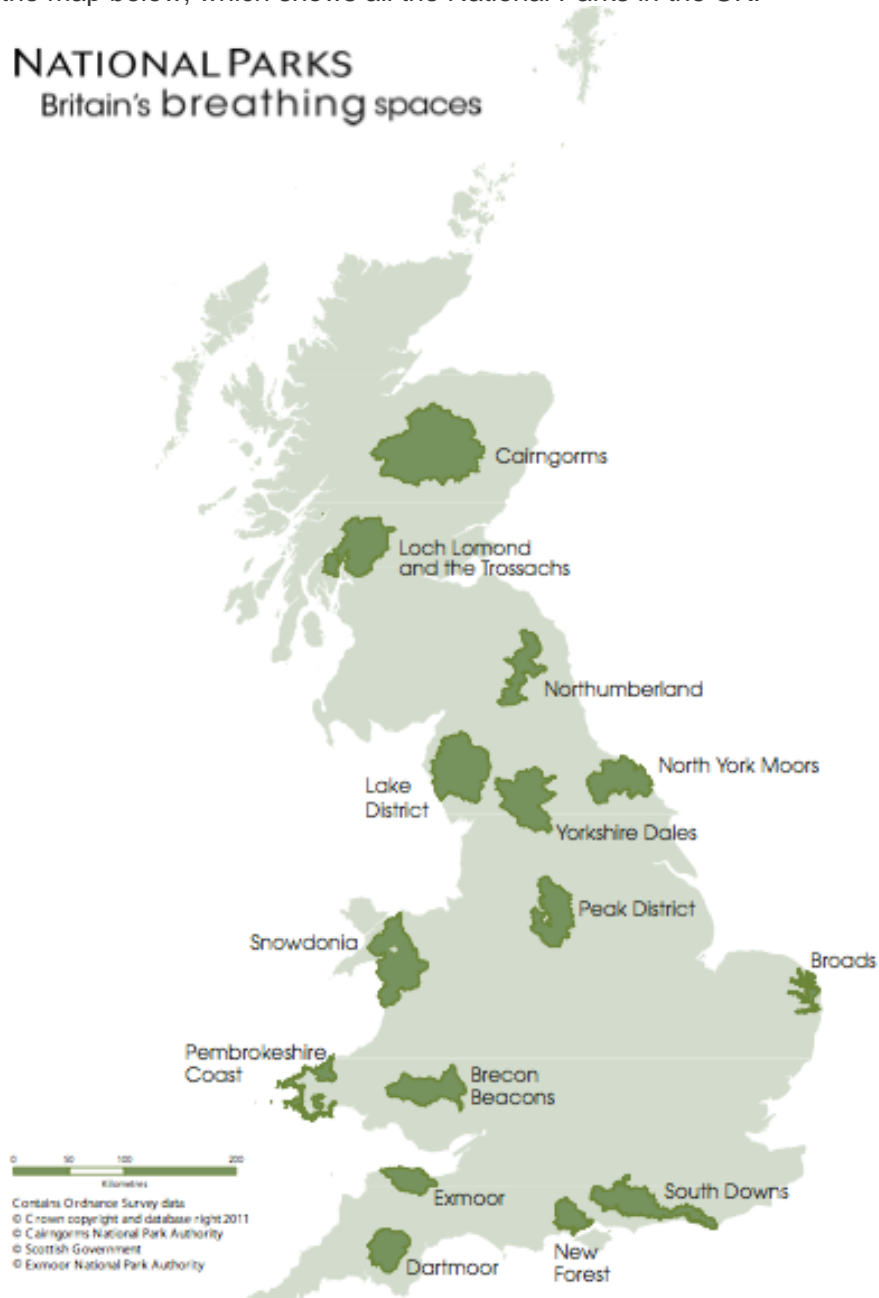 the map below, which shows all the National Parks in the UK.
NATIONAL PARKS
Britain's breathing spaces
Cairngorms
Loch Lomond
and the Trossachs
Northumberland
North York Moors
Lake
District
Yorkshire Dales
Peak District
Snowdonia
Broads
Pembrokeshire
Coast
Brecon
Beacons
0 50 100 200
Kilometres
Exmoor
South Downs
Contains Ordnance Survey data
© Crown copyright and database right 2011
© Cairngorms National Park Authority
© Scottish Government
© Exmoor National Park Authority
New
Forest
Dartmoor